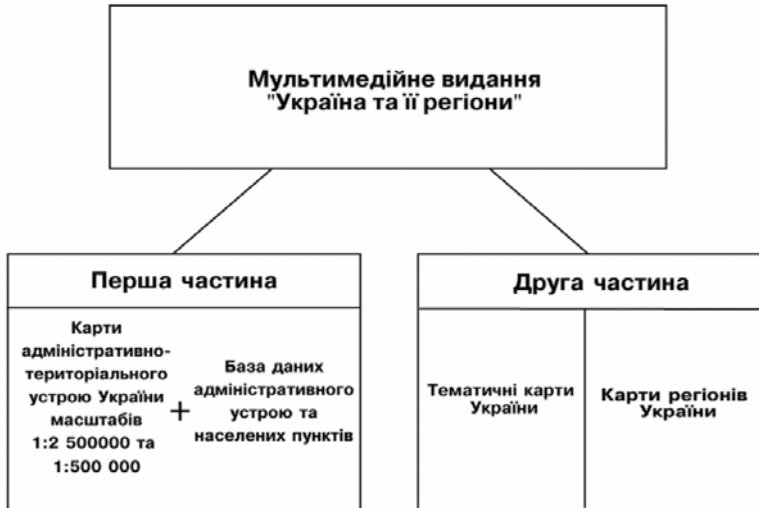 Мультимедійне видання
"Україна та її регіони"
Перша частина
Карти
адміністративно-
територіального
устрою України
масштабів
1:2 500000 та
1:500 000
+
База даних
адміністративного
устрою та
населених пунктів
Друга частина
Тематичні карти
України
Карти регіонів
України